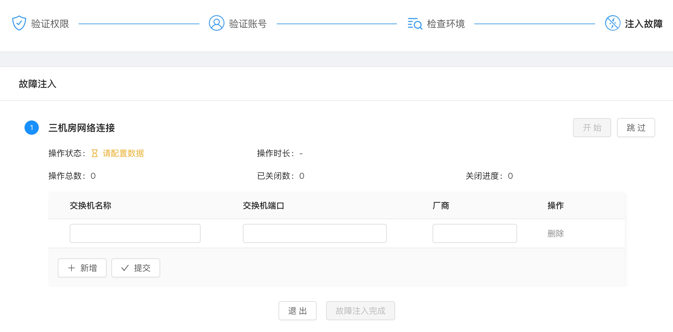 验证权限 验证账号 检查环境 注入故障
故障注入
1 三机房网络连接 开 始 跳 过
操作状态： 请配置数据 操作时长： -
操作总数： 0 已关闭数： 0 关闭进度： 0
交换机名称 交换机端口 厂商 操作
删除
新增 提交
退 出 故障注入完成